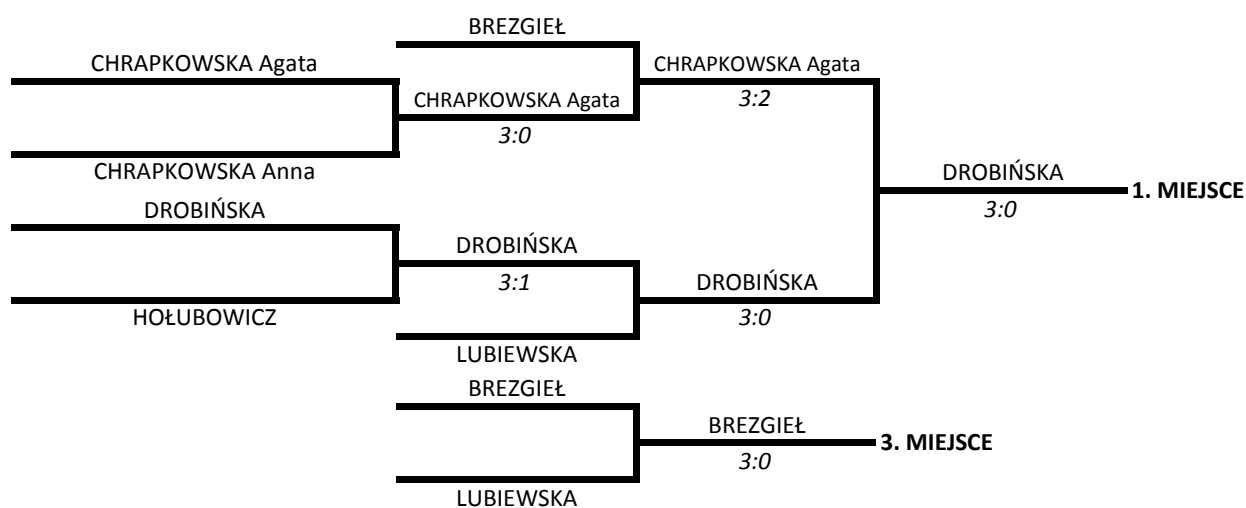 BREZGIEŁ
CHRAPKOWSKA Agata
CHRAPKOWSKA Agata
3:2
CHRAPKOWSKA Agata
3:0
CHRAPKOWSKA Anna
DROBIŃSKA
3:0
1. MIEJSCE
DROBIŃSKA
DROBIŃSKA
3:1
DROBIŃSKA
3:0
HOŁUBOWICZ
LUBIEWSKA
BREZGIEŁ
BREZGIEŁ
3:0
3. MIEJSCE
LUBIEWSKA